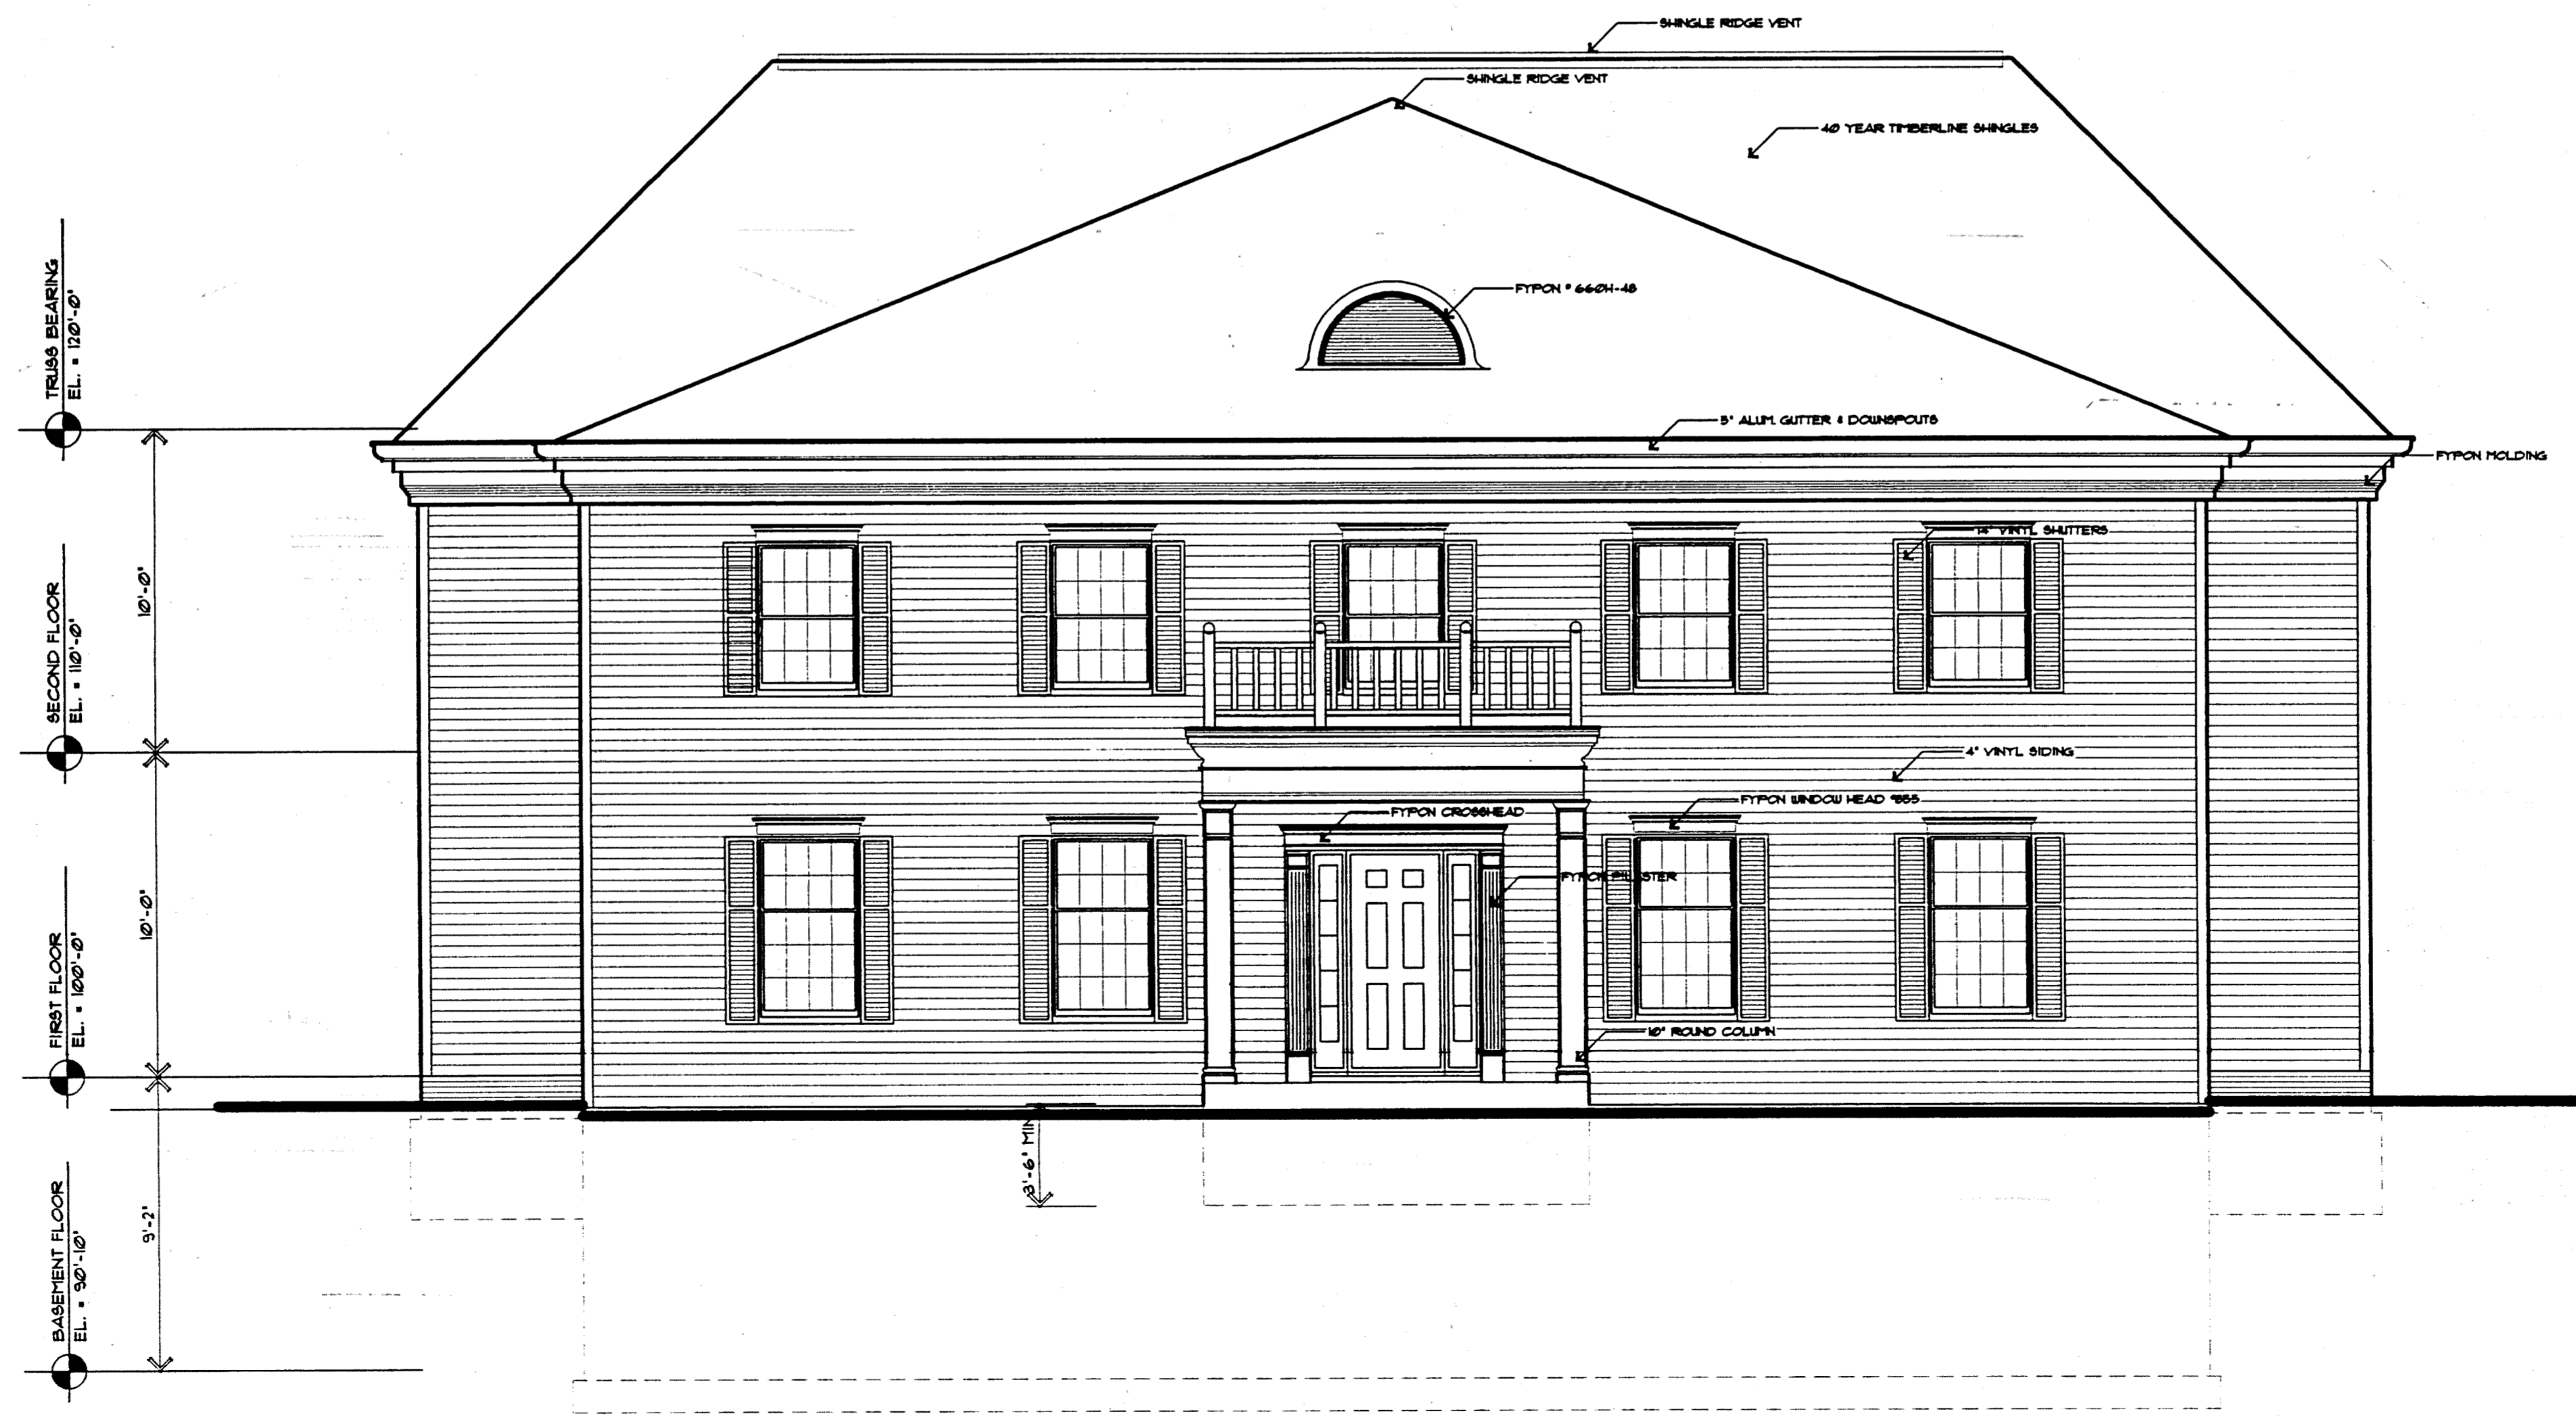 SHINGLE RIDGE VENT
SHINGLE RIDGE VENT
40 YEAR TIMBERLINE SHINGLES
FYPON # 660H-48
5" ALUM. GUTTER & DOWNSPOUTS
FYPON MOLDING
14" VINYL SHUTTERS
4" VINYL SIDING
FYPON WINDOW HEAD #855
FYPON CROSSHEAD
FYPON PILASTER
10" ROUND COLUMN
TRUSS BEARING
EL. = 120'-0"
10'-0"
SECOND FLOOR
EL. = 110'-0"
10'-0"
FIRST FLOOR
EL. = 100'-0"
3'-6" MIN
9'-2"
BASEMENT FLOOR
EL. = 90'-10"